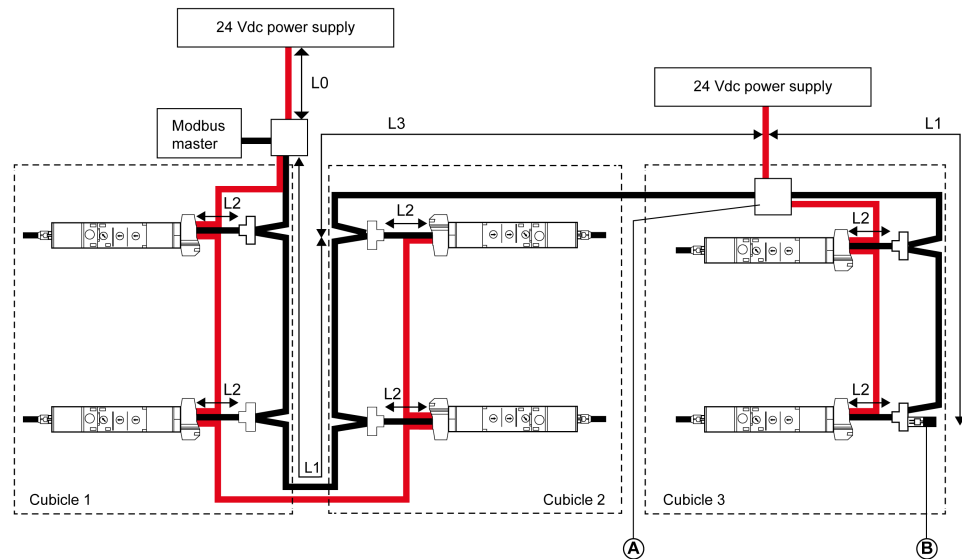 24 Vdc power supply
L0
24 Vdc power supply
Modbus
master
L3
L1
L2
L2
L2
L2
L2
L2
L1
Cubicle 1
Cubicle 2
Cubicle 3
A
B